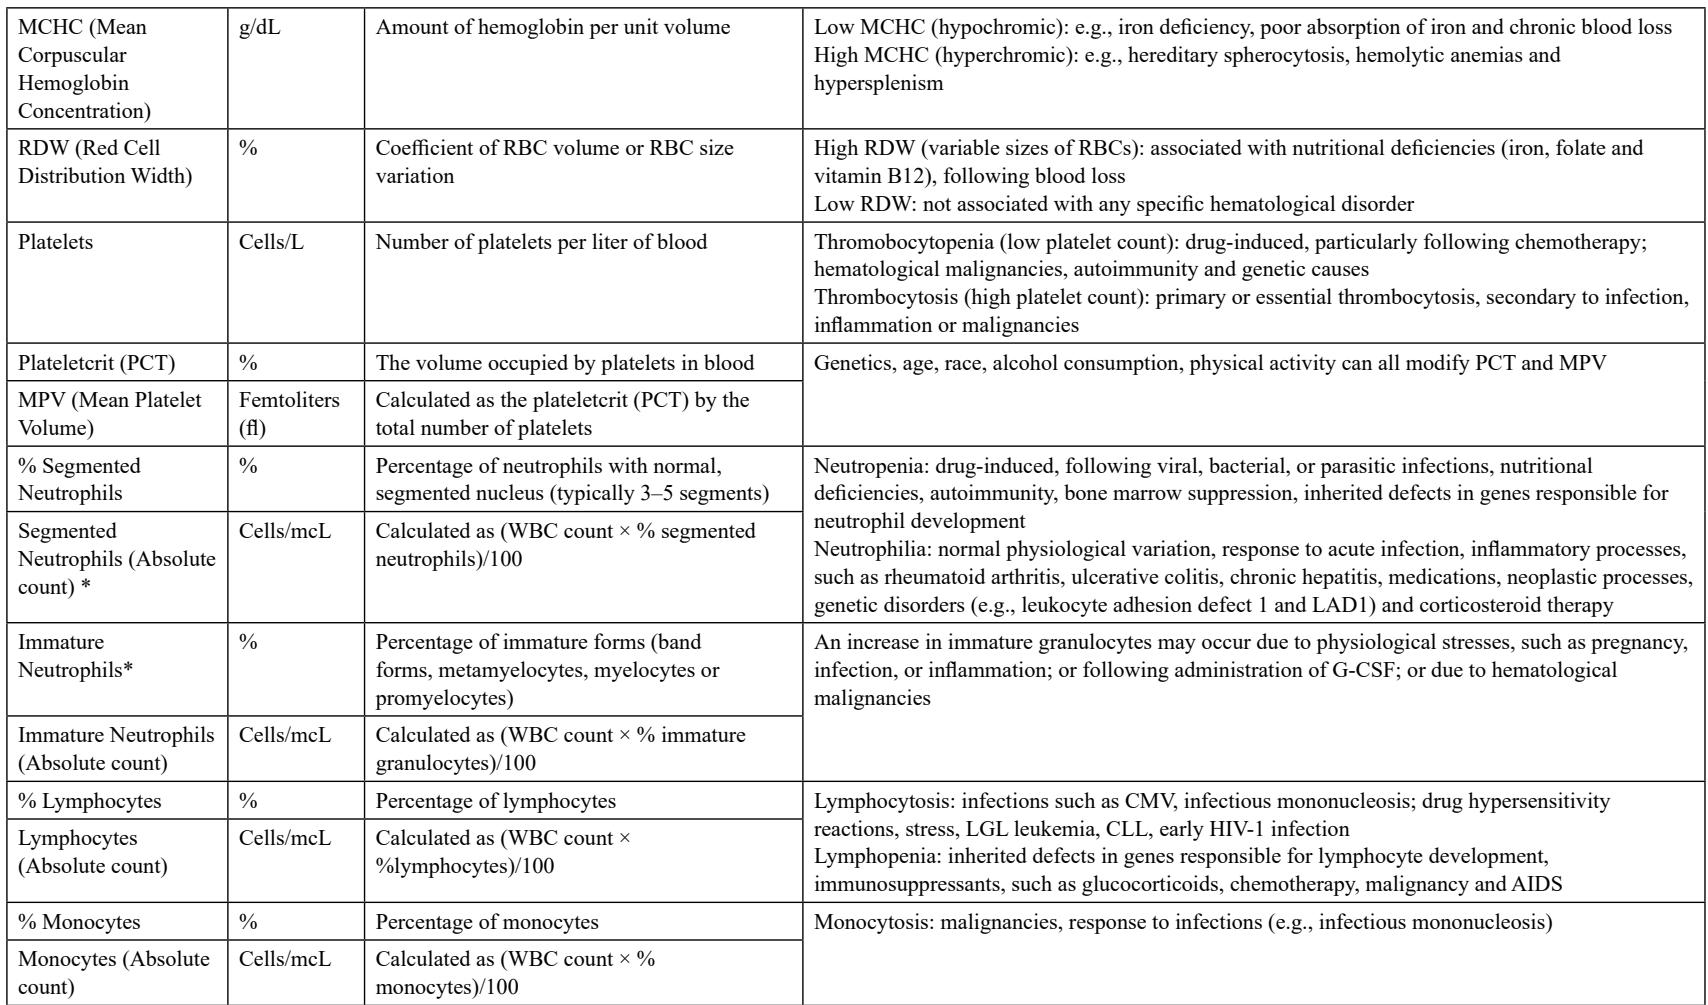 MCHC (Mean
Corpuscular
Hemoglobin
Concentration)
g/dL
Amount of hemoglobin per unit volume
Low MCHC (hypochromic): e.g., iron deficiency, poor absorption of iron and chronic blood loss
High MCHC (hyperchromic): e.g., hereditary spherocytosis, hemolytic anemias and
hypersplenism
RDW (Red Cell
Distribution Width)
%
Coefficient of RBC volume or RBC size
variation
High RDW (variable sizes of RBCs): associated with nutritional deficiencies (iron, folate and
vitamin B12), following blood loss
Low RDW: not associated with any specific hematological disorder
Platelets
Cells/L
Number of platelets per liter of blood
Thromobocytopenia (low platelet count): drug-induced, particularly following chemotherapy;
hematological malignancies, autoimmunity and genetic causes
Thrombocytosis (high platelet count): primary or essential thrombocytosis, secondary to infection,
inflammation or malignancies
Plateletcrit (PCT)
%
The volume occupied by platelets in blood
Genetics, age, race, alcohol consumption, physical activity can all modify PCT and MPV
MPV (Mean Platelet
Volume)
Femtoliters
(fl)
Calculated as the plateletcrit (PCT) by the
total number of platelets
% Segmented
Neutrophils
%
Percentage of neutrophils with normal,
segmented nucleus (typically 3–5 segments)
Neutropenia: drug-induced, following viral, bacterial, or parasitic infections, nutritional
deficiencies, autoimmunity, bone marrow suppression, inherited defects in genes responsible for
neutrophil development
Neutrophilia: normal physiological variation, response to acute infection, inflammatory processes,
such as rheumatoid arthritis, ulcerative colitis, chronic hepatitis, medications, neoplastic processes,
genetic disorders (e.g., leukocyte adhesion defect 1 and LAD1) and corticosteroid therapy
Segmented
Neutrophils (Absolute
count) *
Cells/mcL
Calculated as (WBC count × % segmented
neutrophils)/100
Immature
Neutrophils*
%
Percentage of immature forms (band
forms, metamyelocytes, myelocytes or
promyelocytes)
An increase in immature granulocytes may occur due to physiological stresses, such as pregnancy,
infection, or inflammation; or following administration of G-CSF; or due to hematological
malignancies
Immature Neutrophils
(Absolute count)
Cells/mcL
Calculated as (WBC count × % immature
granulocytes)/100
% Lymphocytes
%
Percentage of lymphocytes
Lymphocytosis: infections such as CMV, infectious mononucleosis; drug hypersensitivity
reactions, stress, LGL leukemia, CLL, early HIV-1 infection
Lymphopenia: inherited defects in genes responsible for lymphocyte development,
immunosuppressants, such as glucocorticoids, chemotherapy, malignancy and AIDS
Lymphocytes
(Absolute count)
Cells/mcL
Calculated as (WBC count ×
%lymphocytes)/100
% Monocytes
%
Percentage of monocytes
Monocytosis: malignancies, response to infections (e.g., infectious mononucleosis)
Monocytes (Absolute
count)
Cells/mcL
Calculated as (WBC count × %
monocytes)/100